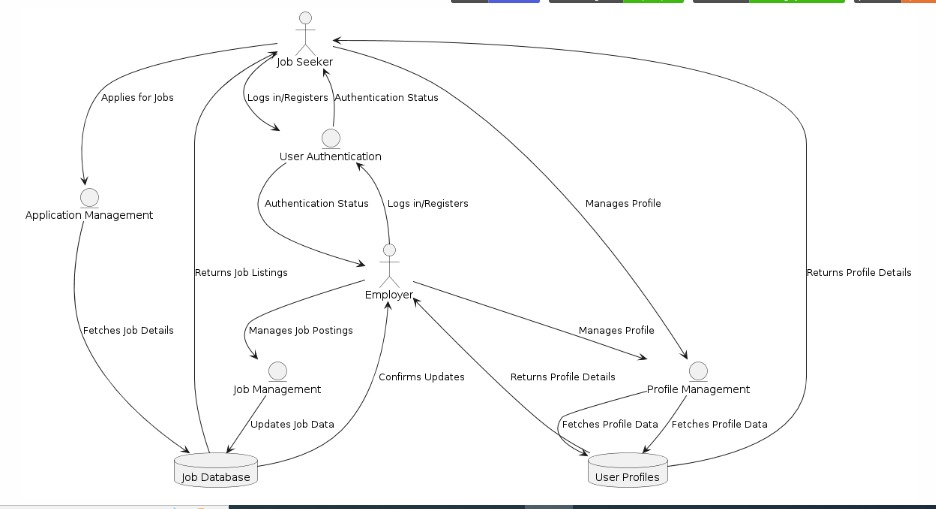 Job Seeker
Applies for Jobs
Logs in/Registers
Authentication Status
User Authentication
Manages Profile
Authentication Status
Logs in/Registers
Application Management
Returns Job Listings
Returns Profile Details
Employer
Fetches Job Details
Manages Job Postings
Manages Profile
Confirms Updates
Returns Profile Details
Job Management
Profile Management
Updates Job Data
Fetches Profile Data
Fetches Profile Data
Job Database
User Profiles